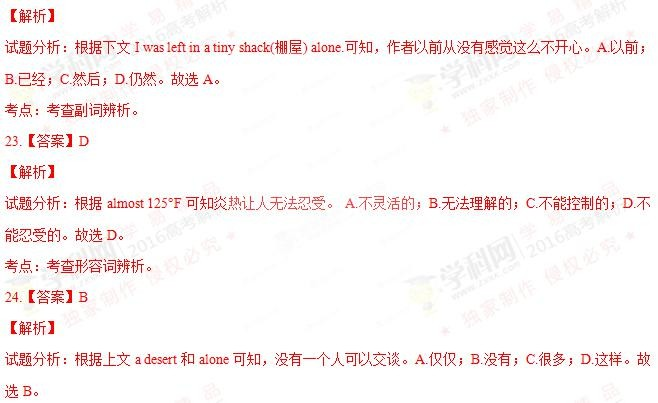 【解析】
试题分析：根据下文 I was left in a tiny shack(棚屋) alone.可知，作者以前从没有感觉这么不开心。A.以前；
B.已经；C.然后；D.仍然。故选 A。
考点：考查副词辨析。
23.【答案】D
【解析】
试题分析：根据 almost 125°F 可知炎热让人无法忍受。 A.不灵活的；B.无法理解的；C.不能控制的；D.不
能忍受的。故选 D。
考点：考查形容词辨析。
24.【答案】B
【解析】
试题分析：根据上文 a desert 和 alone 可知，没有一个人可以交谈。A.仅仅；B.没有；C.很多；D.这样。故
选 B。